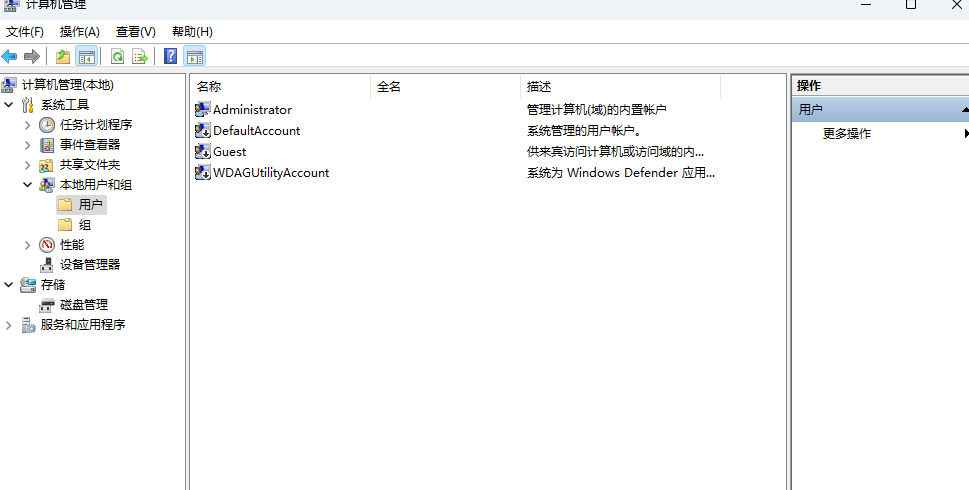 计算机管理
文件(F) 操作(A) 查看(V) 帮助(H)
计算机管理(本地)
系统工具
任务计划程序
事件查看器
共享文件夹
本地用户和组
用户
组
性能
设备管理器
存储
磁盘管理
服务和应用程序
名称 全名 描述
Administrator 管理计算机(域)的内置帐户
DefaultAccount 系统管理的用户帐户。
Guest 供来宾访问计算机或访问域的内...
WDAGUtilityAccount 系统为 Windows Defender 应用...
操作
用户
更多操作